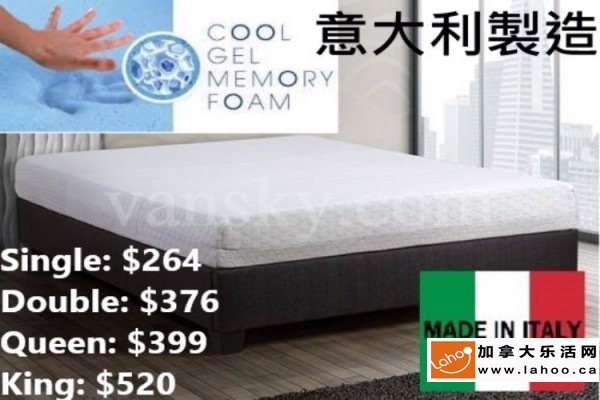 COOL
GEL
MEMORY
FOAM
意大利製造
vansky.com
Single: $264
Double: $376
Queen: $399
King: $520
MADE IN ITALY
Lahoo
加拿大乐活网
www.lahoo.ca